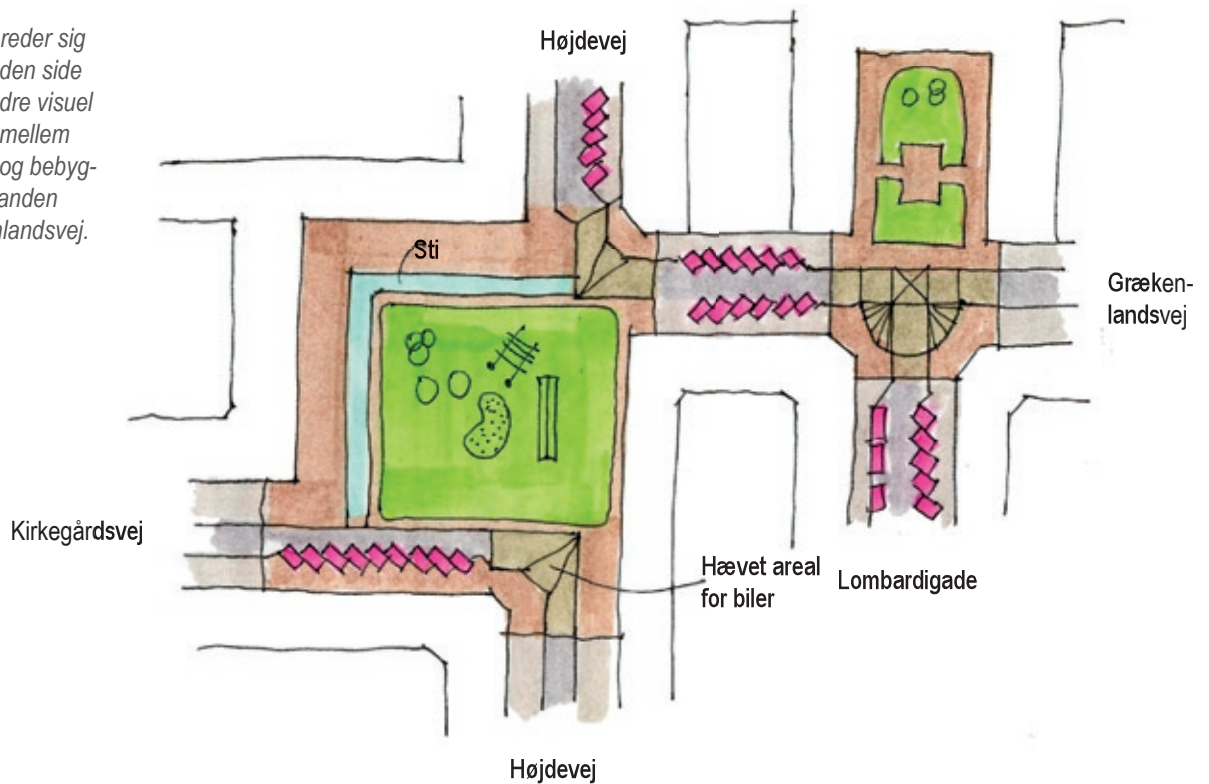 reder sig
den side
dre visuel
mellem
og bebyg-
anden
landsvej.
Højdevej
Sti
Græken-
landsvej
Kirkegårdsvej
Hævet areal
for biler
Lombardigade
Højdevej